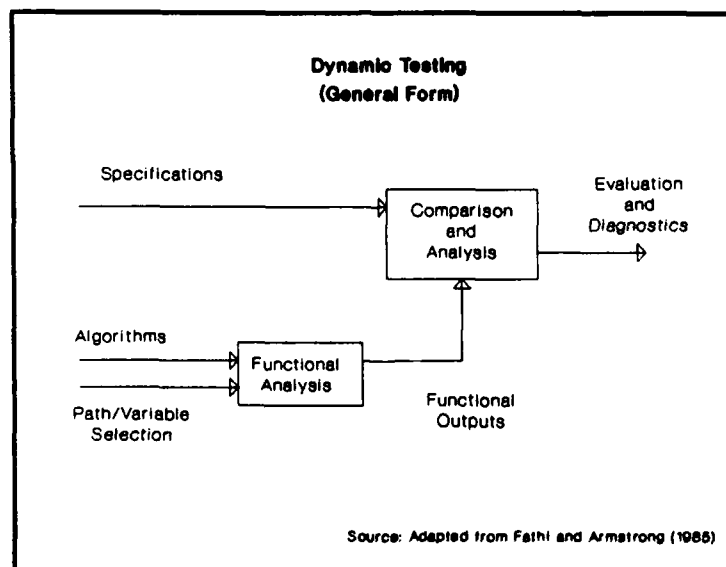 Dynamic Testing
(General Form)
Specifications
Comparison
and
Analysis
Evaluation
and
Diagnostics
Algorithms
Functional
Analysis
Path/Variable
Selection
Functional
Outputs
Source: Adapted from Fathi and Armstrong (1985)